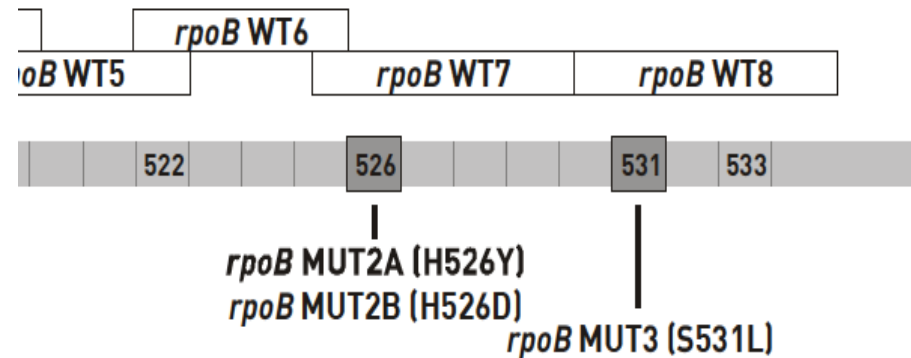 rpoB WT6
oB WT5
rpoB WT7
rpoB WT8
522
526
531
533
rpoB MUT2A (H526Y)
rpoB MUT2B (H526D)
rpoB MUT3 (S531L)